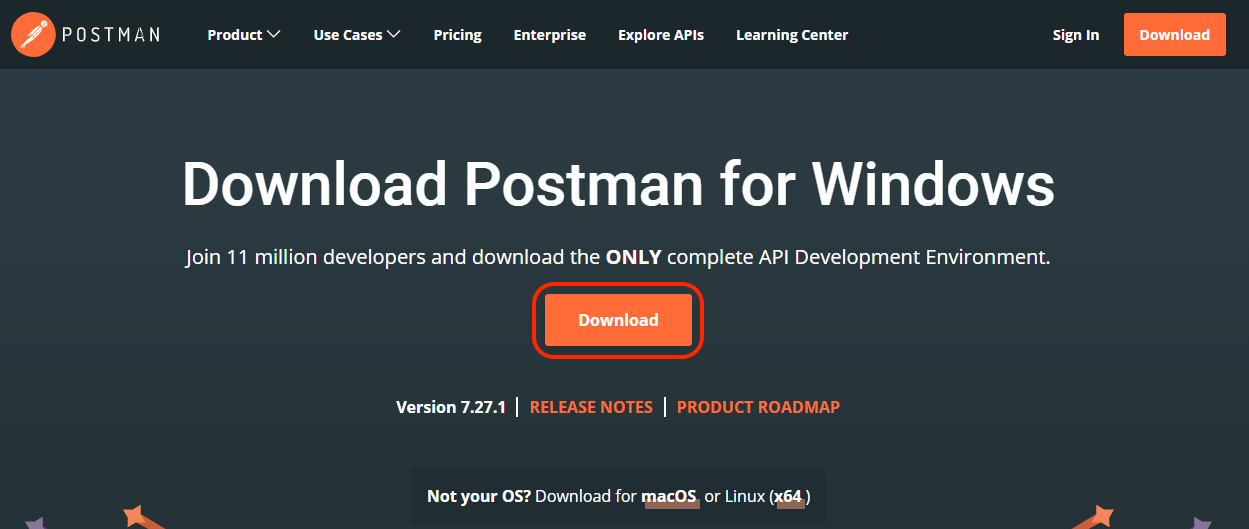 POSTMAN Product Use Cases Pricing Enterprise Explore APIs Learning Center Sign In Download
Download Postman for Windows
Join 11 million developers and download the ONLY complete API Development Environment.
Download
Version 7.27.1 | RELEASE NOTES | PRODUCT ROADMAP
Not your OS? Download for macOS or Linux (x64)